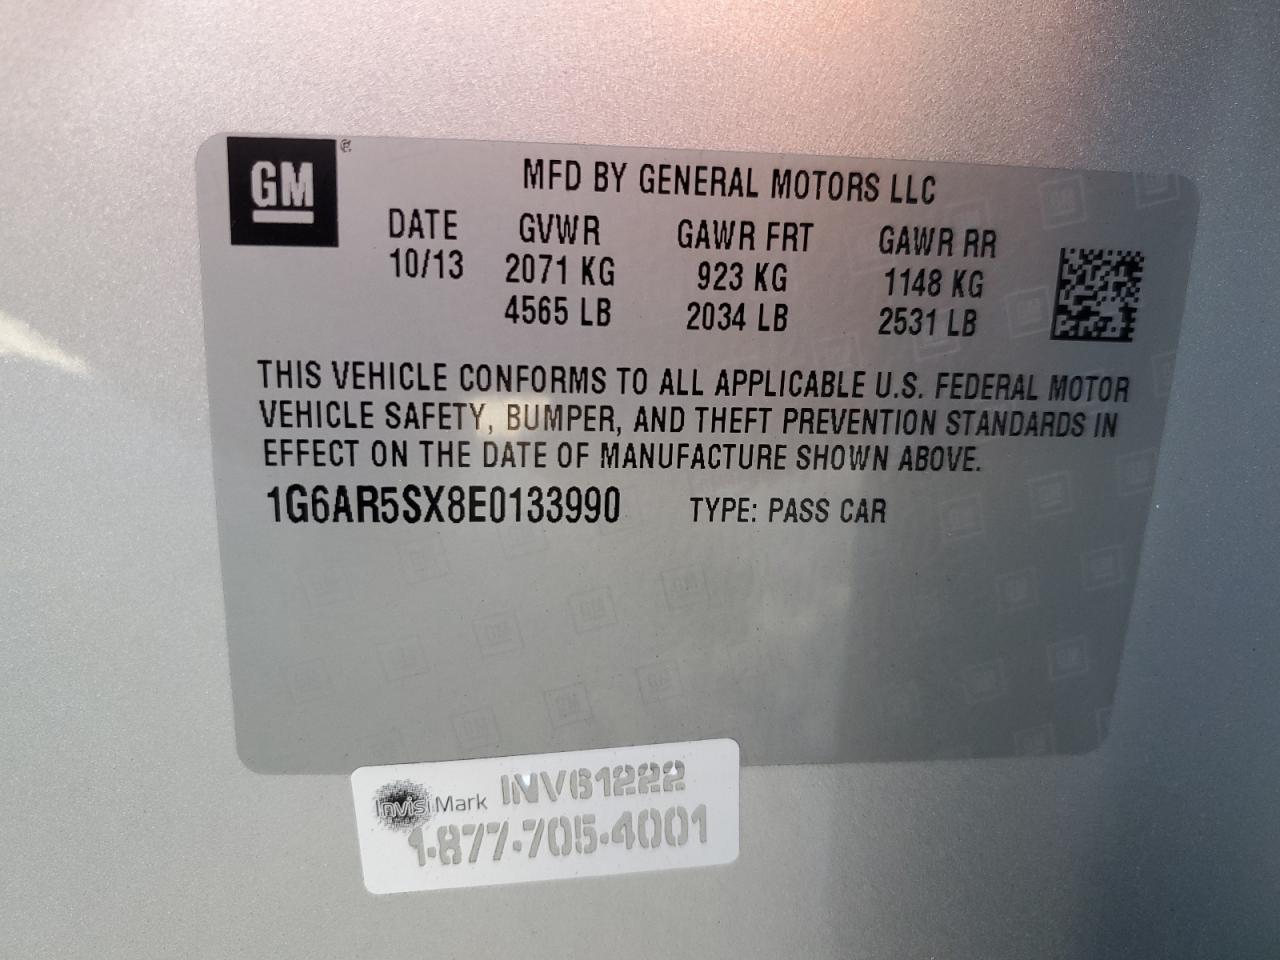 GM
MFD BY GENERAL MOTORS LLC
DATE GVWR GAWR FRT GAWR RR
10/13 2071 KG 923 KG 1148 KG
4565 LB 2034 LB 2531 LB
THIS VEHICLE CONFORMS TO ALL APPLICABLE U.S. FEDERAL MOTOR
VEHICLE SAFETY, BUMPER, AND THEFT PREVENTION STANDARDS IN
EFFECT ON THE DATE OF MANUFACTURE SHOWN ABOVE.
1G6AR5SX8E0133990 TYPE: PASS CAR
InvisiMark INV61222
1-877-705-4001